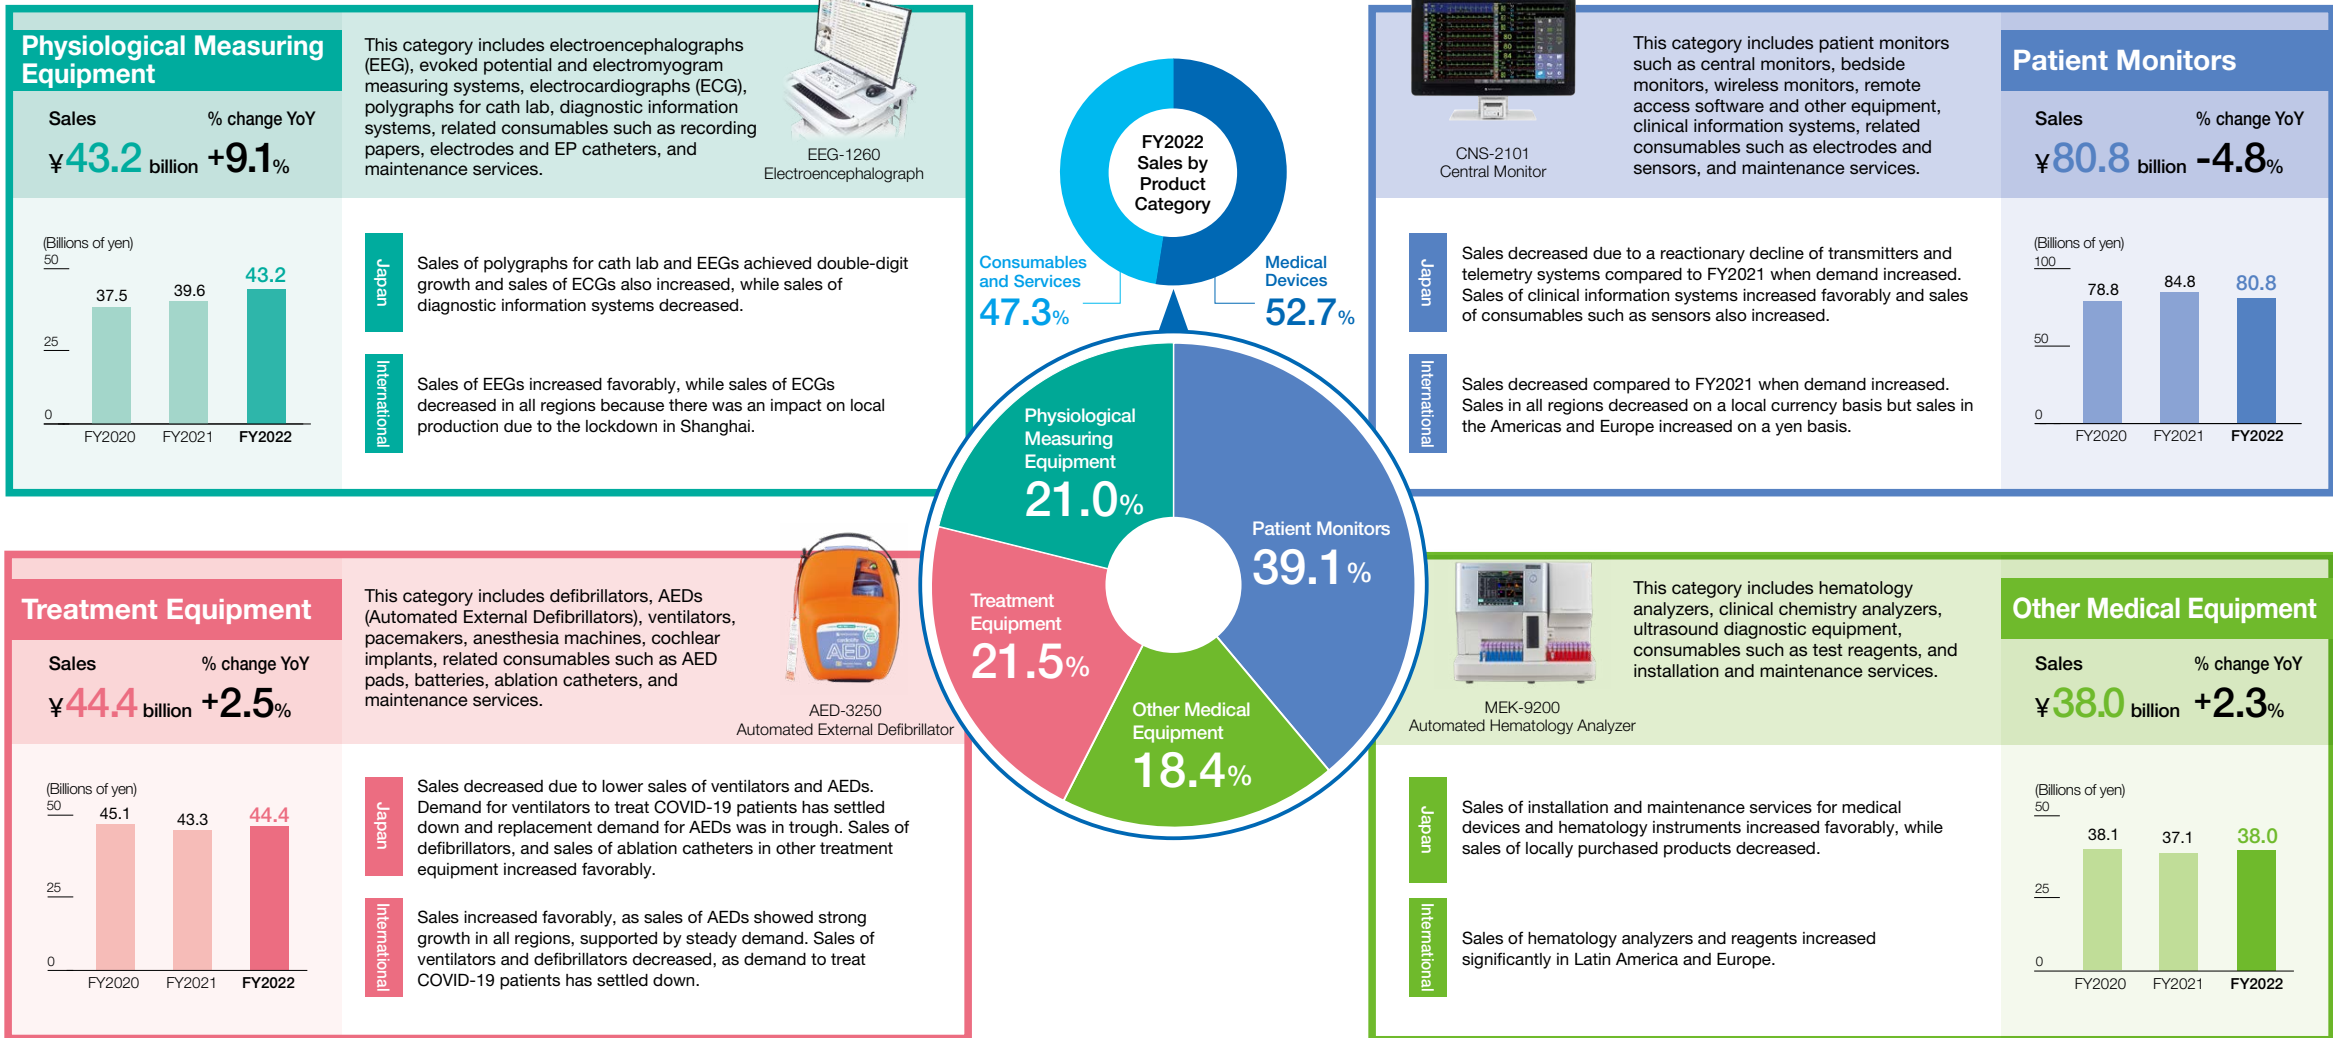 Physiological Measuring
Equipment
Sales
% change YoY
¥43.2 billion +9.1%
This category includes electroencephalographs
(EEG), evoked potential and electromyogram
measuring systems, electrocardiographs (ECG),
polygraphs for cath lab, diagnostic information
systems, related consumables such as recording
papers, electrodes and EP catheters, and
maintenance services.
EEG-1260
Electroencephalograph
(Billions of yen)
50
25
0
37.5
39.6
43.2
FY2020
FY2021
FY2022
Japan
Sales of polygraphs for cath lab and EEGs achieved double-digit
growth and sales of ECGs also increased, while sales of
diagnostic information systems decreased.
International
Sales of EEGs increased favorably, while sales of ECGs
decreased in all regions because there was an impact on local
production due to the lockdown in Shanghai.
FY2022
Sales by
Product
Category
Consumables
and Services
47.3%
Medical
Devices
52.7%
Physiological
Measuring
Equipment
21.0%
Patient Monitors
39.1%
Treatment
Equipment
21.5%
Other Medical
Equipment
18.4%
CNS-2101
Central Monitor
This category includes patient monitors
such as central monitors, bedside
monitors, wireless monitors, remote
access software and other equipment,
clinical information systems, related
consumables such as electrodes and
sensors, and maintenance services.
Patient Monitors
Sales
% change YoY
¥80.8 billion -4.8%
Japan
Sales decreased due to a reactionary decline of transmitters and
telemetry systems compared to FY2021 when demand increased.
Sales of clinical information systems increased favorably and sales
of consumables such as sensors also increased.
International
Sales decreased compared to FY2021 when demand increased.
Sales in all regions decreased on a local currency basis but sales in
the Americas and Europe increased on a yen basis.
(Billions of yen)
100
50
0
78.8
84.8
80.8
FY2020
FY2021
FY2022
Treatment Equipment
Sales
% change YoY
¥44.4 billion +2.5%
This category includes defibrillators, AEDs
(Automated External Defibrillators), ventilators,
pacemakers, anesthesia machines, cochlear
implants, related consumables such as AED
pads, batteries, ablation catheters, and
maintenance services.
AED
AED-3250
Automated External Defibrillator
(Billions of yen)
50
25
0
45.1
43.3
44.4
FY2020
FY2021
FY2022
Japan
Sales decreased due to lower sales of ventilators and AEDs.
Demand for ventilators to treat COVID-19 patients has settled
down and replacement demand for AEDs was in trough. Sales of
defibrillators, and sales of ablation catheters in other treatment
equipment increased favorably.
International
Sales increased favorably, as sales of AEDs showed strong
growth in all regions, supported by steady demand. Sales of
ventilators and defibrillators decreased, as demand to treat
COVID-19 patients has settled down.
MEK-9200
Automated Hematology Analyzer
This category includes hematology
analyzers, clinical chemistry analyzers,
ultrasound diagnostic equipment,
consumables such as test reagents, and
installation and maintenance services.
Other Medical Equipment
Sales
% change YoY
¥38.0 billion +2.3%
Japan
Sales of installation and maintenance services for medical
devices and hematology instruments increased favorably, while
sales of locally purchased products decreased.
International
Sales of hematology analyzers and reagents increased
significantly in Latin America and Europe.
(Billions of yen)
50
25
0
38.1
37.1
38.0
FY2020
FY2021
FY2022